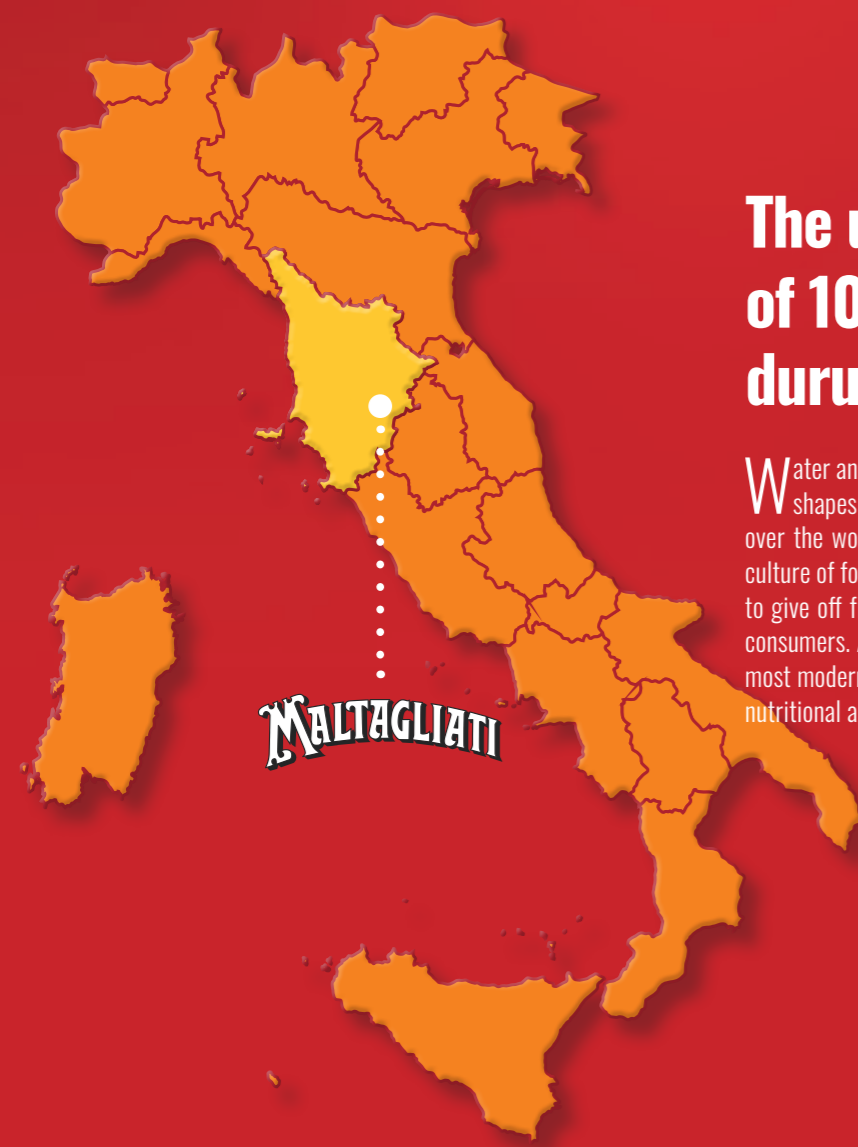 The
of 10
duru
Water an
shapes
over the wo
culture of fo
to give off f
consumers.
most modern
nutritional a
MALTAGLIATI